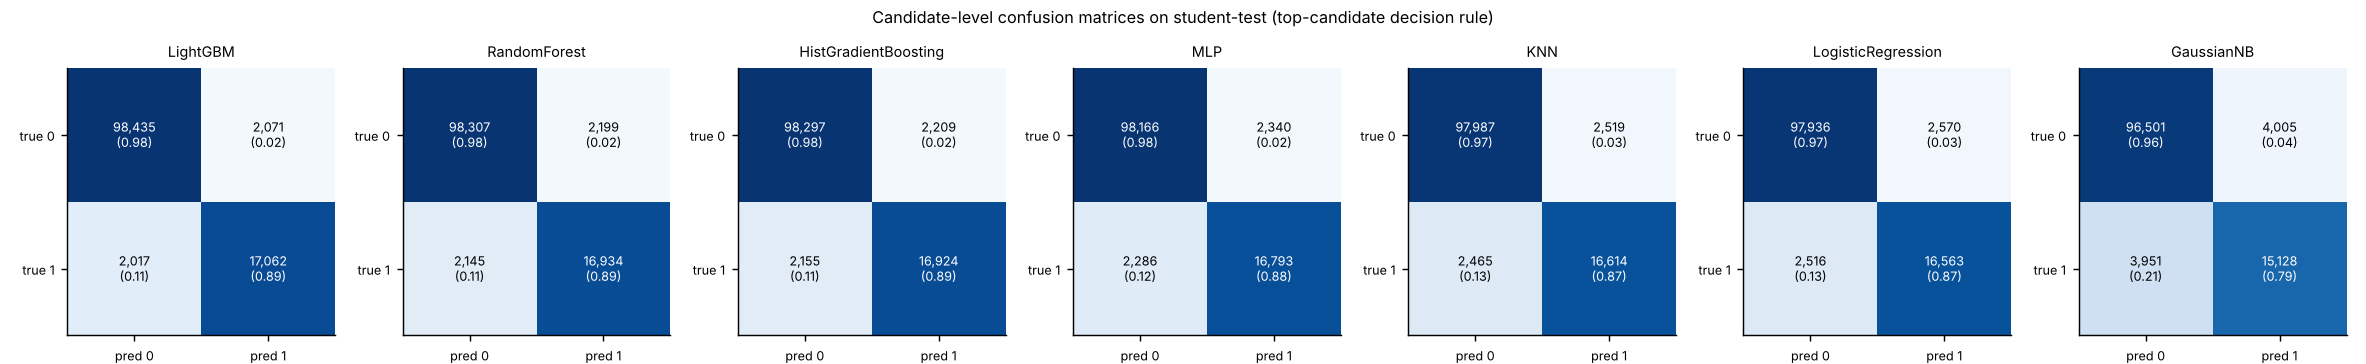 Candidate-level confusion matrices on student-test (top-candidate decision rule)
LightGBM
true 0
98,435
(0.98)
2,071
(0.02)
true 1
2,017
(0.11)
17,062
(0.89)
pred 0
pred 1
RandomForest
true 0
98,307
(0.98)
2,199
(0.02)
true 1
2,145
(0.11)
16,934
(0.89)
pred 0
pred 1
HistGradientBoosting
true 0
98,297
(0.98)
2,209
(0.02)
true 1
2,155
(0.11)
16,924
(0.89)
pred 0
pred 1
MLP
true 0
98,166
(0.98)
2,340
(0.02)
true 1
2,286
(0.12)
16,793
(0.88)
pred 0
pred 1
KNN
true 0
97,987
(0.97)
2,519
(0.03)
true 1
2,465
(0.13)
16,614
(0.87)
pred 0
pred 1
LogisticRegression
true 0
97,936
(0.97)
2,570
(0.03)
true 1
2,516
(0.13)
16,563
(0.87)
pred 0
pred 1
GaussianNB
true 0
96,501
(0.96)
4,005
(0.04)
true 1
3,951
(0.21)
15,128
(0.79)
pred 0
pred 1